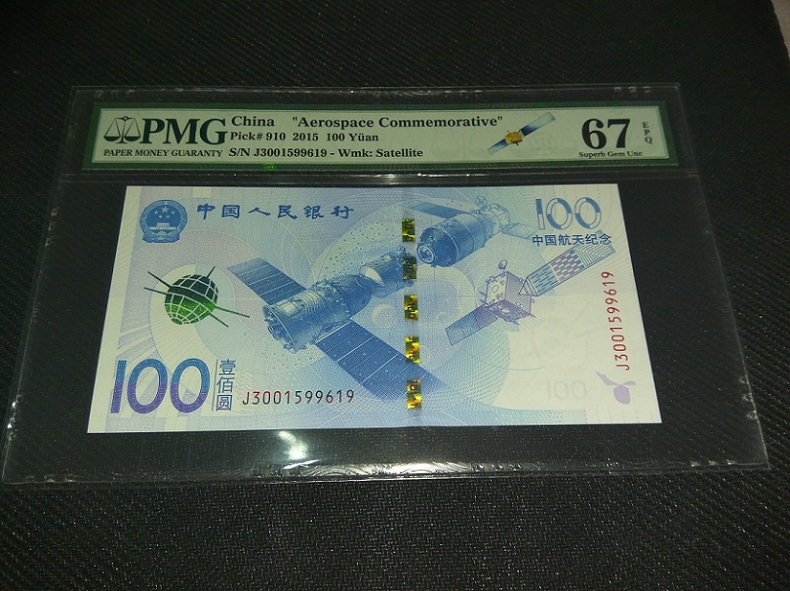 PMG
PAPER MONEY GUARANTY
China "Aerospace Commemorative"
Pick# 910 2015 100 Yüan
S/N J3001599619 - Wmk: Satellite
67
EPQ
Superb Gem Unc
中国人民银行
100
中国航天纪念
J3001599619
100
壹佰圆
J3001599619
100